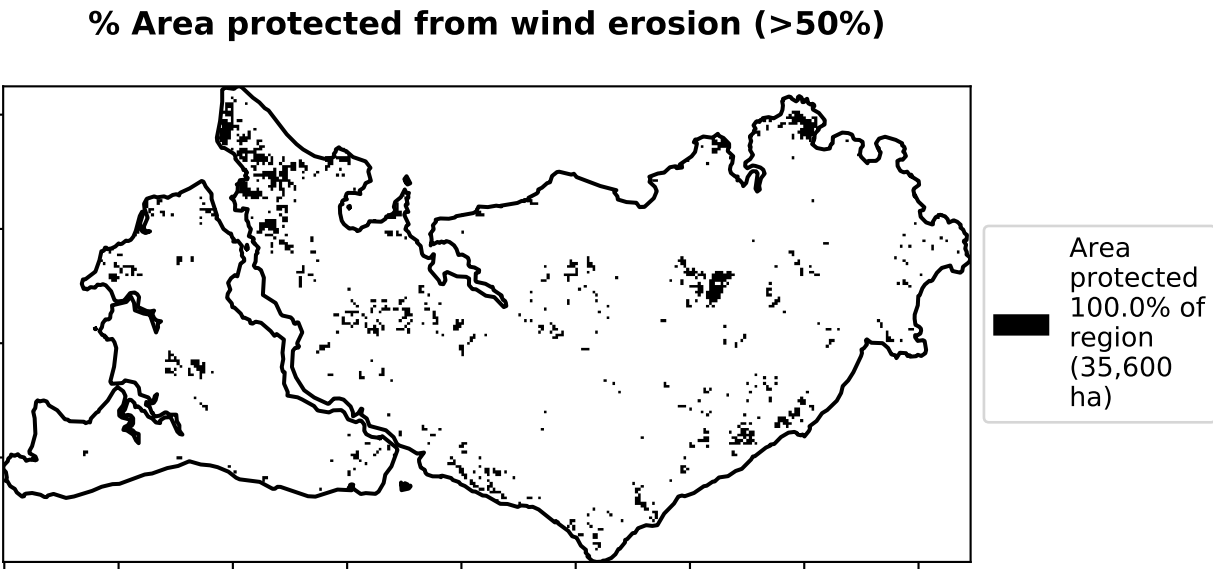 % Area protected from wind erosion (>50%)
Area
protected
100.0% of
region
(35,600
ha)